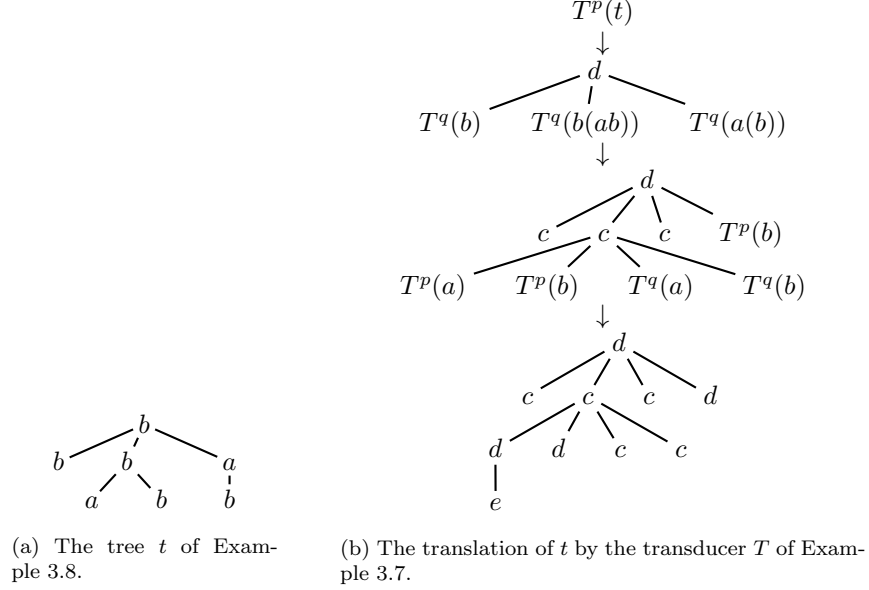 T^p(t)
↓
d
T^q(b) T^q(b(ab)) T^q(a(b))
↓
d
c c c T^p(b)
T^p(a) T^p(b) T^q(a) T^q(b)
↓
d
c c c d
d d c c
e
b
b b a
a b b
(a) The tree t of Exam-
ple 3.8.
(b) The translation of t by the transducer T of Exam-
ple 3.7.